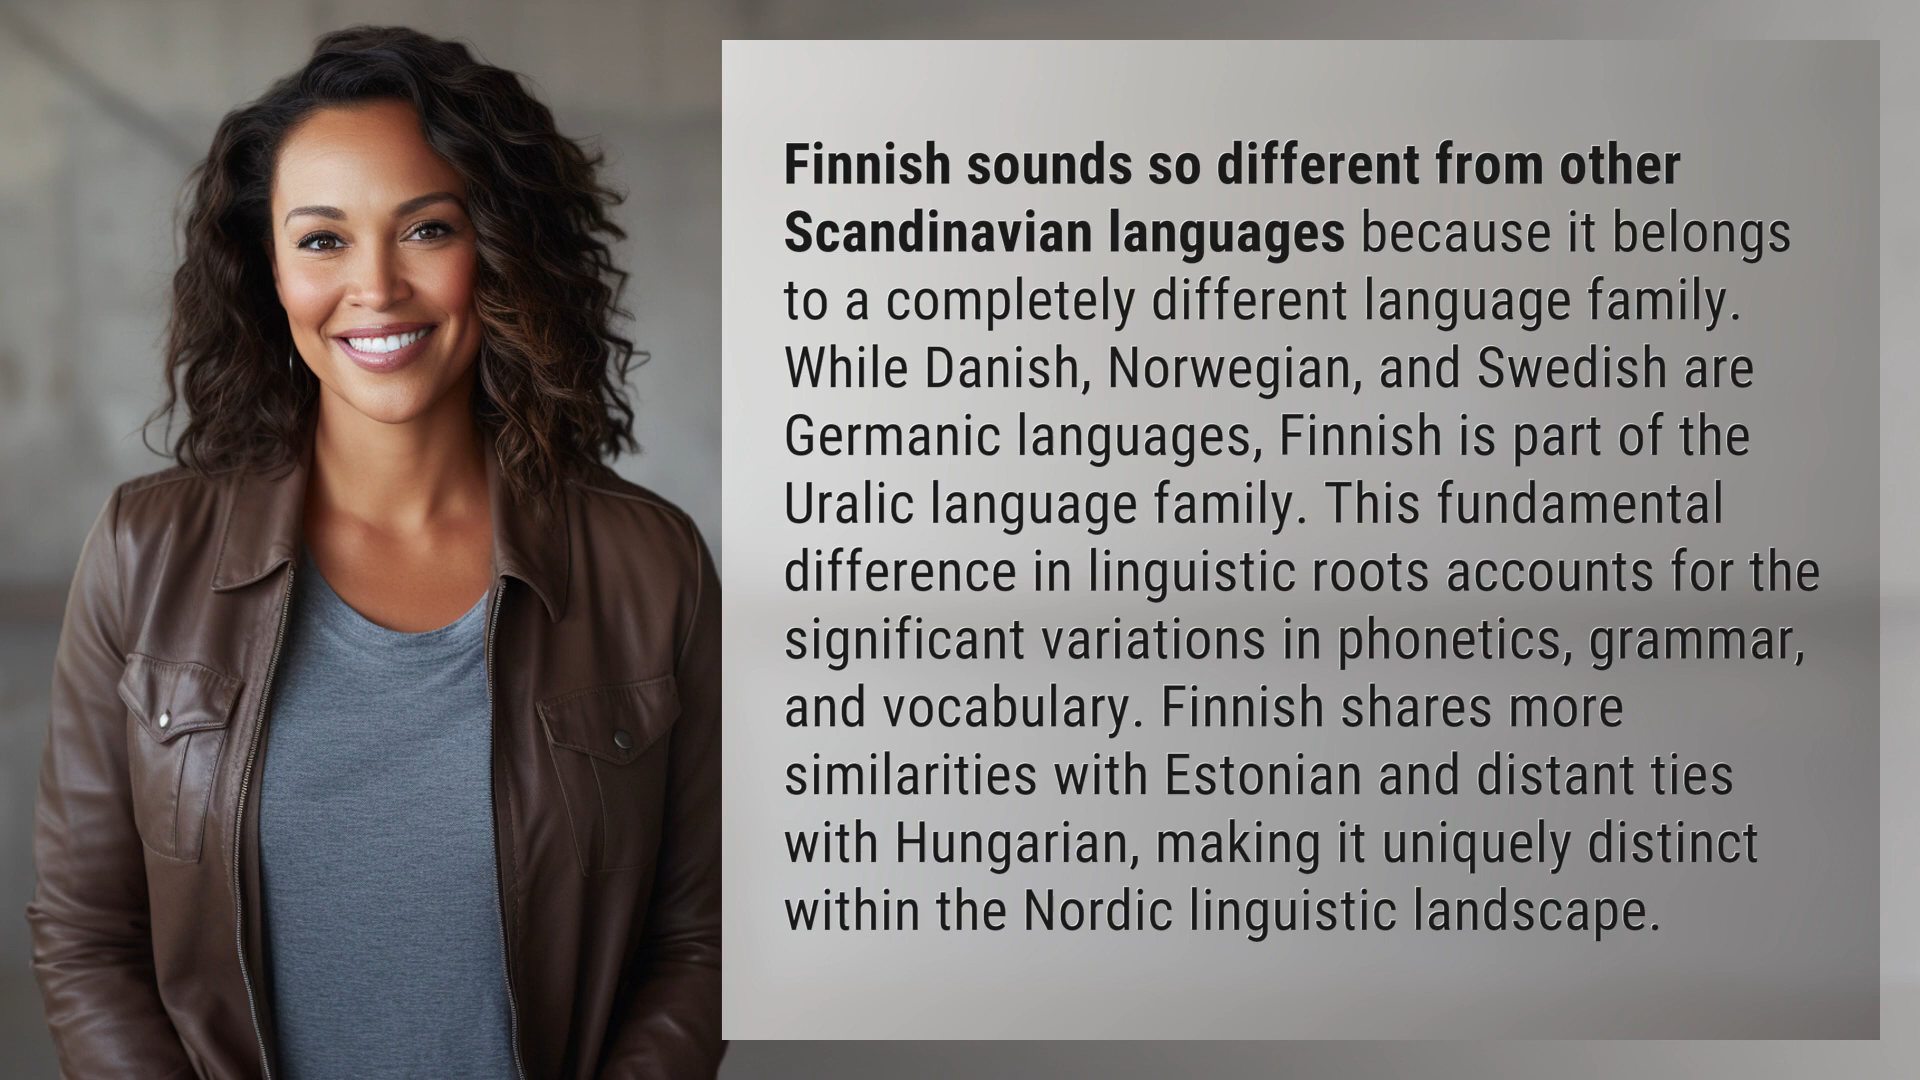 Finnish sounds so different from other
Scandinavian languages because it belongs
to a completely different language family.
While Danish, Norwegian, and Swedish are
Germanic languages, Finnish is part of the
Uralic language family. This fundamental
difference in linguistic roots accounts for the
significant variations in phonetics, grammar,
and vocabulary. Finnish shares more
similarities with Estonian and distant ties
with Hungarian, making it uniquely distinct
within the Nordic linguistic landscape.